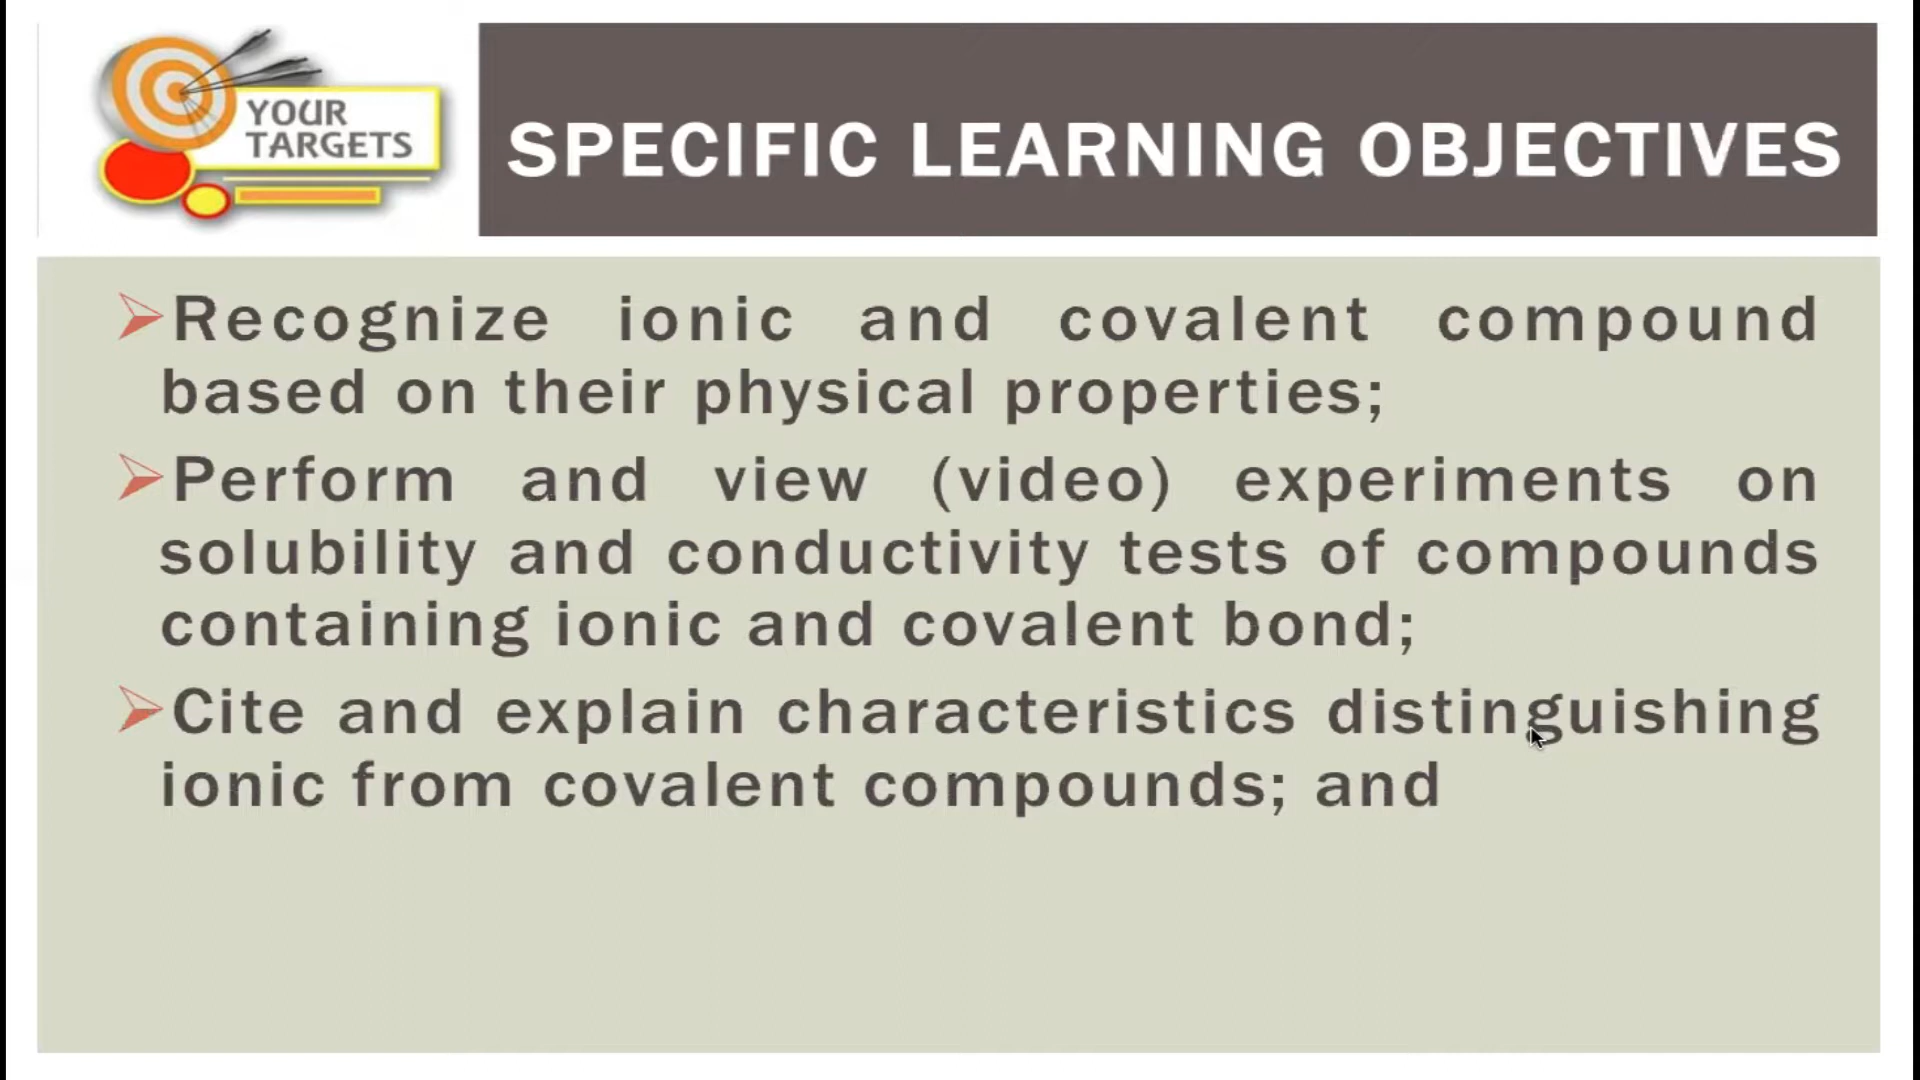 YOUR
TARGETS
SPECIFIC LEARNING OBJECTIVES
Recognize ionic and covalent compound
based on their physical properties;
Perform and view (video) experiments on
solubility and conductivity tests of compounds
containing ionic and covalent bond;
Cite and explain characteristics distinguishing
ionic from covalent compounds; and